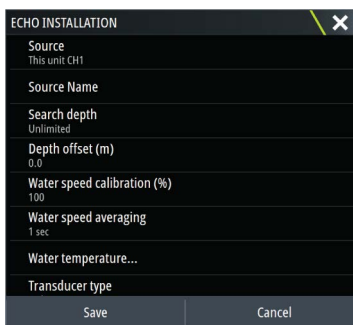 ECHO INSTALLATION
Source
This unit CH1
Source Name
Search depth
Unlimited
Depth offset (m)
0.0
Water speed calibration (%)
100
Water speed averaging
1 sec
Water temperature...
Transducer type
Save Cancel